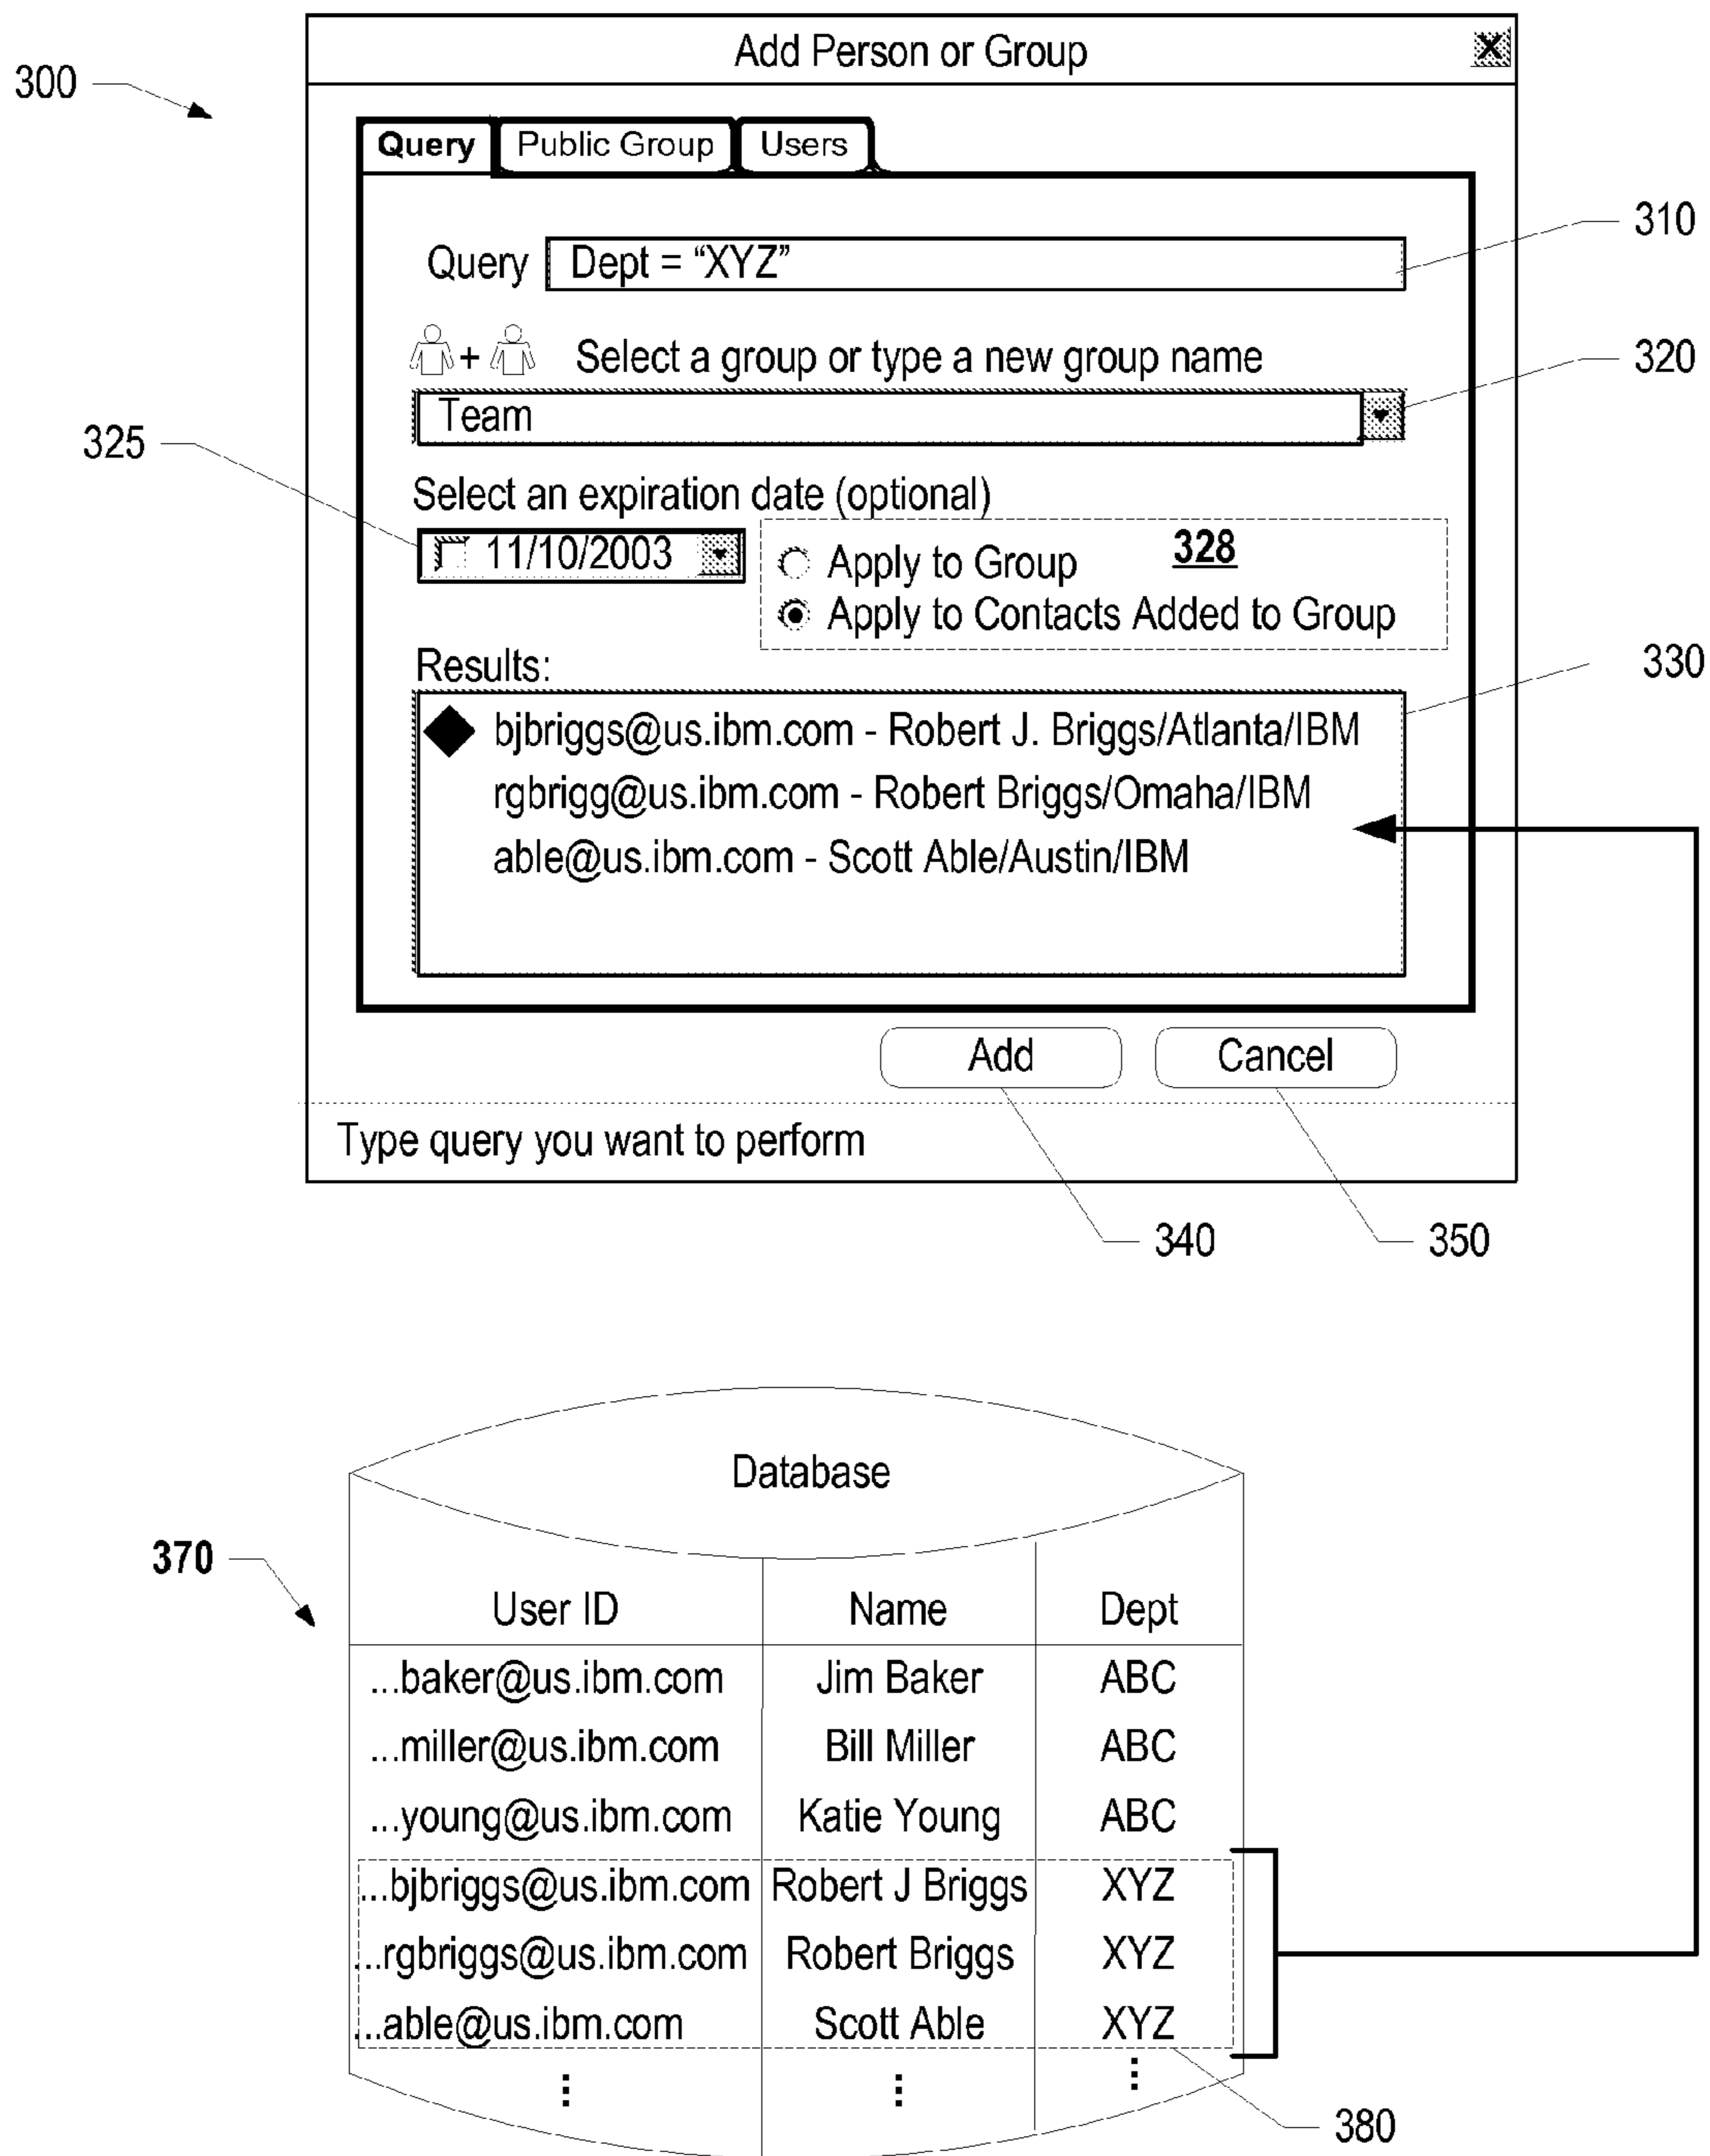 Add Person or Group X
300
Query Public Group Users
310
Query Dept = “XYZ”
+ Select a group or type a new group name
320
Team
325
Select an expiration date (optional)
11/10/2003
328
Apply to Group
Apply to Contacts Added to Group
Results:
330
bjbriggs@us.ibm.com - Robert J. Briggs/Atlanta/IBM
rgbrigg@us.ibm.com - Robert Briggs/Omaha/IBM
able@us.ibm.com - Scott Able/Austin/IBM
Add Cancel
Type query you want to perform
340 350
Database
370
User ID Name Dept
...baker@us.ibm.com Jim Baker ABC
...miller@us.ibm.com Bill Miller ABC
...young@us.ibm.com Katie Young ABC
...bjbriggs@us.ibm.com Robert J Briggs XYZ
...rgbriggs@us.ibm.com Robert Briggs XYZ
...able@us.ibm.com Scott Able XYZ
⋮ ⋮ ⋮
380